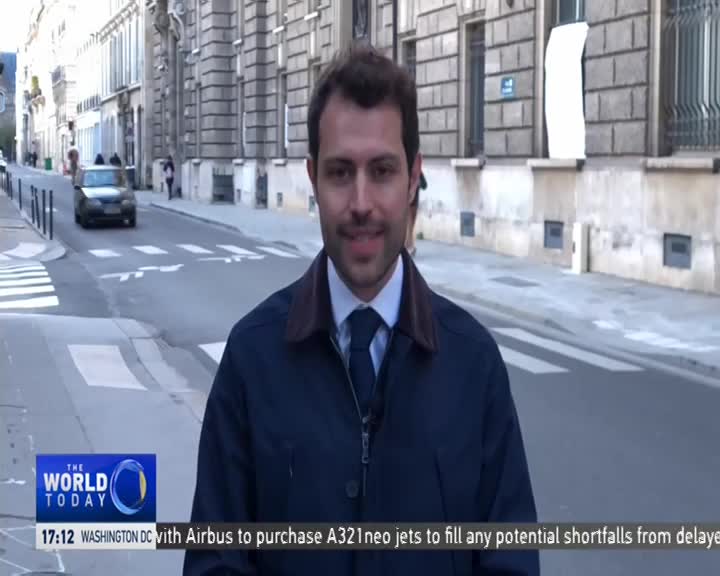 THE
WORLD
TODAY
17:12 WASHINGTON DC
with Airbus to purchase A321neo jets to fill any potential shortfalls from delaye